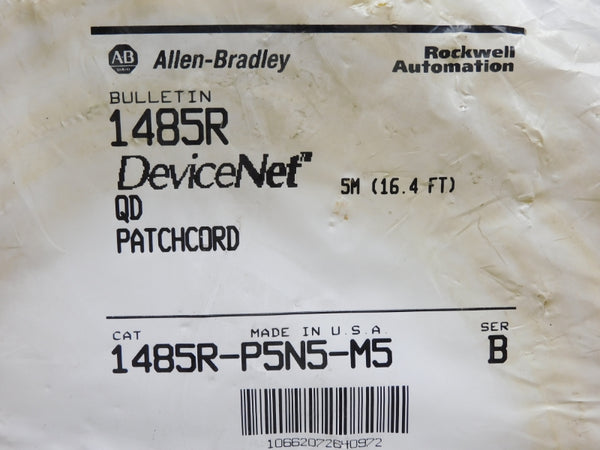 AB Allen-Bradley
Rockwell
Automation
BULLETIN
1485R
DeviceNet™ 5M (16.4 FT)
QD
PATCHCORD
CAT MADE IN U.S.A. SER
1485R-P5N5-M5 B
10662072640972